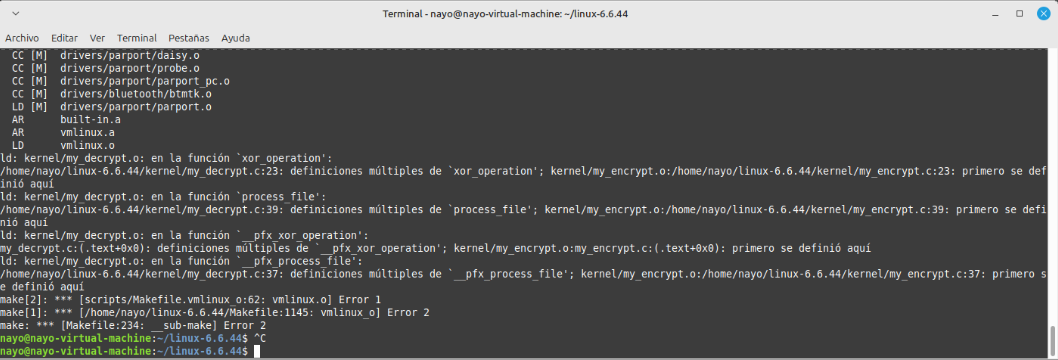 Terminal - nayo@nayo-virtual-machine: ~/linux-6.6.44
Archivo Editar Ver Terminal Pestañas Ayuda
CC [M] drivers/parport/daisy.o
CC [M] drivers/parport/probe.o
CC [M] drivers/parport/parport_pc.o
CC [M] drivers/bluetooth/btmtk.o
LD [M] drivers/parport/parport.o
AR built-in.a
AR vmlinux.a
LD vmlinux.o
ld: kernel/my_decrypt.o: en la función `xor_operation':
/home/nayo/linux-6.6.44/kernel/my_decrypt.c:23: definiciones múltiples de `xor_operation'; kernel/my_encrypt.o:/home/nayo/linux-6.6.44/kernel/my_encrypt.c:23: primero se def
inió aquí
ld: kernel/my_decrypt.o: en la función `process_file':
/home/nayo/linux-6.6.44/kernel/my_decrypt.c:39: definiciones múltiples de `process_file'; kernel/my_encrypt.o:/home/nayo/linux-6.6.44/kernel/my_encrypt.c:39: primero se defi
nió aquí
ld: kernel/my_decrypt.o: en la función `__pfx_xor_operation':
my_decrypt.c:(.text+0x0): definiciones múltiples de `__pfx_xor_operation'; kernel/my_encrypt.o:my_encrypt.c:(.text+0x0): primero se definió aquí
ld: kernel/my_decrypt.o: en la función `__pfx_process_file':
/home/nayo/linux-6.6.44/kernel/my_decrypt.c:37: definiciones múltiples de `__pfx_process_file'; kernel/my_encrypt.o:/home/nayo/linux-6.6.44/kernel/my_encrypt.c:37: primero s
e definió aquí
make[2]: *** [scripts/Makefile.vmlinux_o:62: vmlinux.o] Error 1
make[1]: *** [/home/nayo/linux-6.6.44/Makefile:1145: vmlinux_o] Error 2
make: *** [Makefile:234: __sub-make] Error 2
nayo@nayo-virtual-machine:~/linux-6.6.44$ ^C
nayo@nayo-virtual-machine:~/linux-6.6.44$